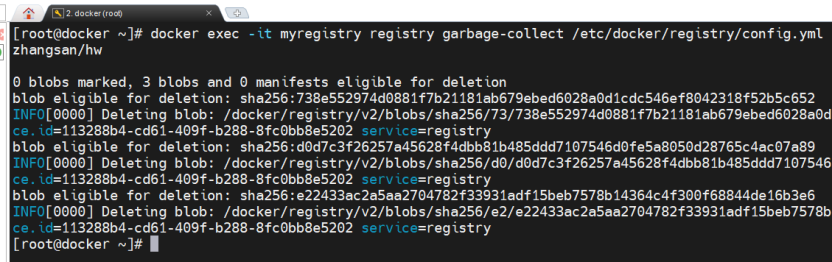 2. docker (root)
[root@docker ~]# docker exec -it myregistry registry garbage-collect /etc/docker/registry/config.yml
zhangsan/hw
0 blobs marked, 3 blobs and 0 manifests eligible for deletion
blob eligible for deletion: sha256:738e552974d0881f7b21181ab679ebed6028a0d1cdc546ef8042318f52b5c652
INFO[0000] Deleting blob: /docker/registry/v2/blobs/sha256/73/738e552974d0881f7b21181ab679ebed6028a0d
ce.id=113288b4-cd61-409f-b288-8fc0bb8e5202 service=registry
blob eligible for deletion: sha256:d0d7c3f26257a45628f4dbb81b485ddd7107546d0fe5a8050d28765c4ac07a89
INFO[0000] Deleting blob: /docker/registry/v2/blobs/sha256/d0/d0d7c3f26257a45628f4dbb81b485ddd7107546
ce.id=113288b4-cd61-409f-b288-8fc0bb8e5202 service=registry
blob eligible for deletion: sha256:e22433ac2a5aa2704782f33931adf15beb7578b14364c4f300f68844de16b3e6
INFO[0000] Deleting blob: /docker/registry/v2/blobs/sha256/e2/e22433ac2a5aa2704782f33931adf15beb7578b
ce.id=113288b4-cd61-409f-b288-8fc0bb8e5202 service=registry
[root@docker ~]#